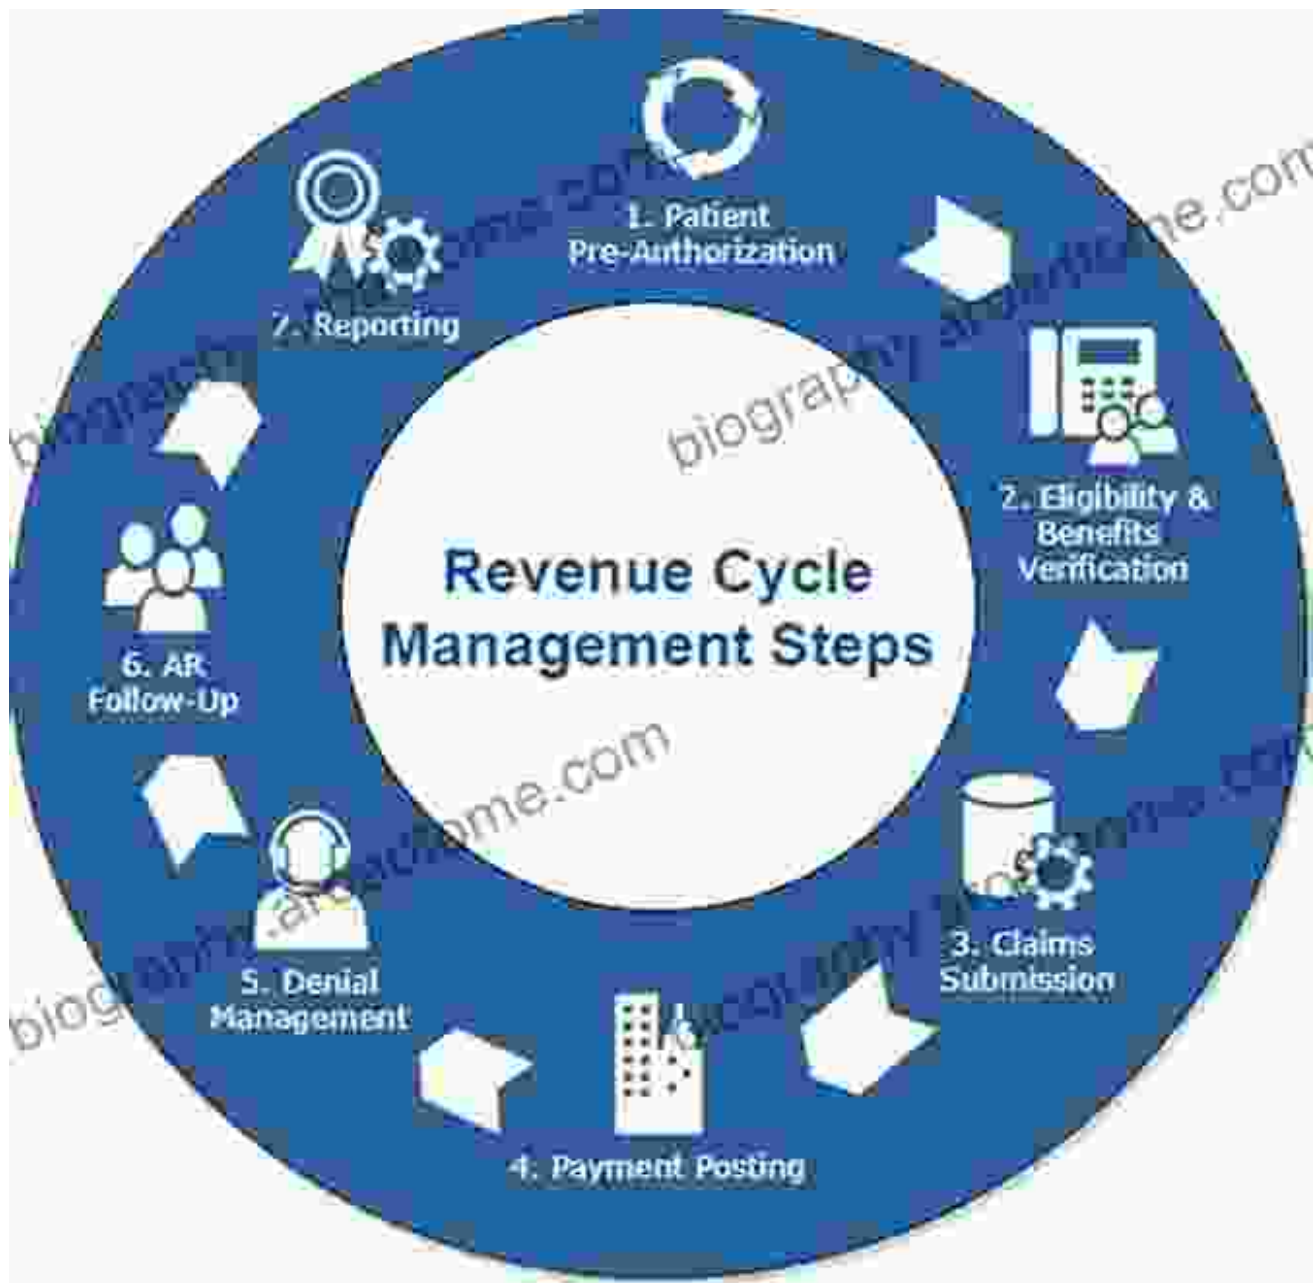 Revenue Cycle
Management Steps
1. Patient
Pre-Authorization
2. Eligibility &
Benefits
Verification
3. Claims
Submission
4. Payment Posting
5. Denial
Management
6. AR
Follow-Up
7. Reporting